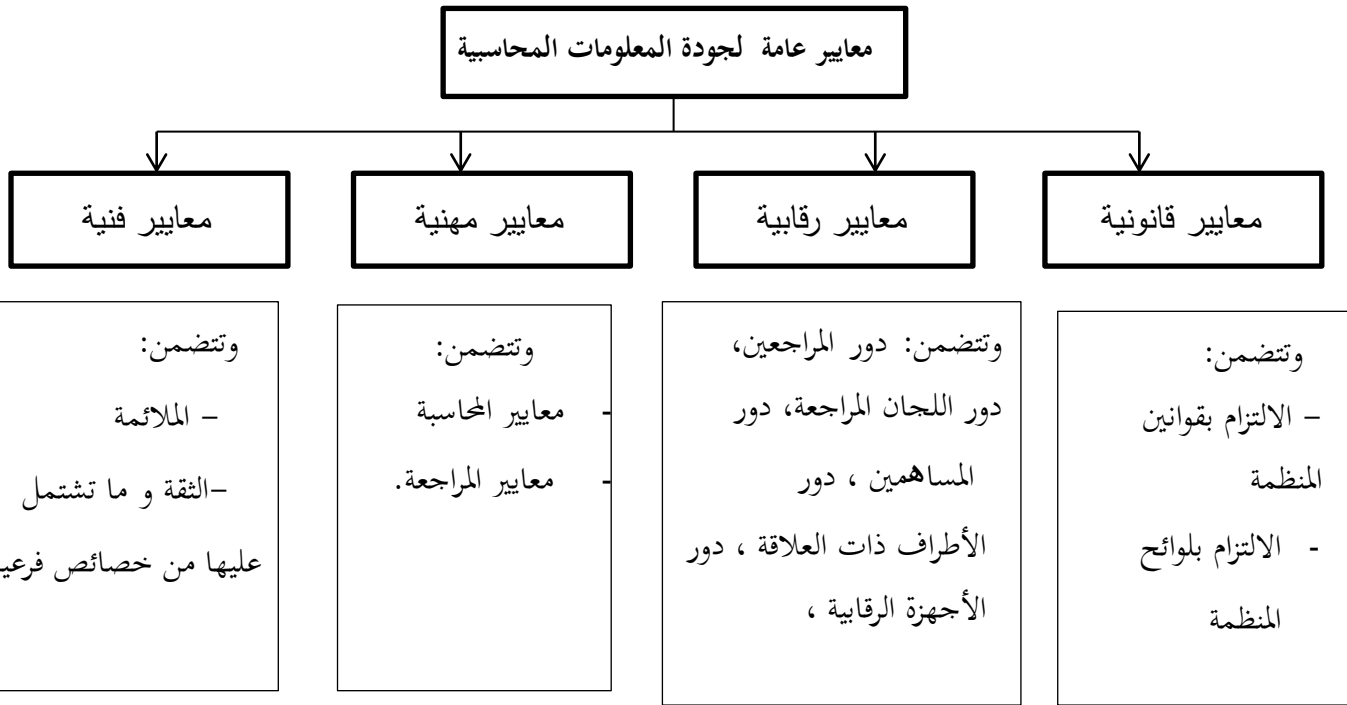 معايير عامة لجودة المعلومات المحاسبية
معايير قانونية
معايير رقابية
معايير مهنية
معايير فنية
وتتضمن:
– الالتزام بقوانين
المنظمة
- الالتزام بلوائح
المنظمة
وتتضمن: دور المراجعين،
دور اللجان المراجعة، دور
المساهمين ، دور
الأطراف ذات العلاقة ، دور
الأجهزة الرقابية ،
وتتضمن:
- معايير المحاسبة
- معايير المراجعة.
وتتضمن:
– الملائمة
–الثقة و ما تشتمل
عليها من خصائص